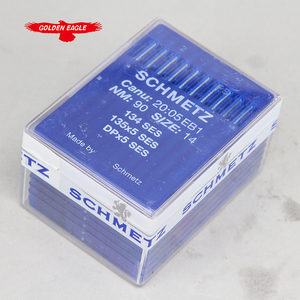 GOLDEN EAGLE
SCHMETZ
Canu: 20:05 EB1
NM: 90 SIZE: 14
134 SES
135x5 SES
DPx5 SES
Made by
Schmetz
SCHMETZ
SCHMETZ